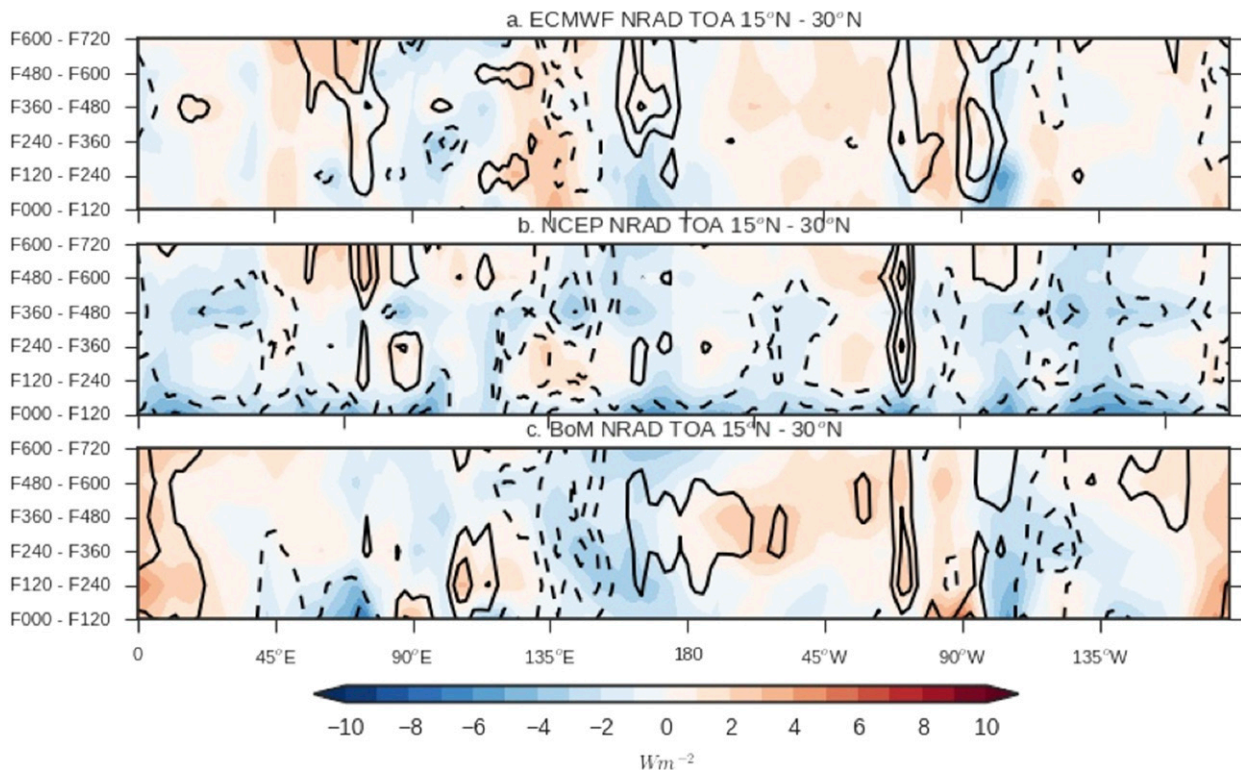 a. ECMWF NRAD TOA 15°N - 30°N
F600 - F720
F480 - F600
F360 - F480
F240 - F360
F120 - F240
F000 - F120
b. NCEP NRAD TOA 15°N - 30°N
F600 - F720
F480 - F600
F360 - F480
F240 - F360
F120 - F240
F000 - F120
c. BoM NRAD TOA 15°N - 30°N
F600 - F720
F480 - F600
F360 - F480
F240 - F360
F120 - F240
F000 - F120
0 45°E 90°E 135°E 180 45°W 90°W 135°W
−10 −8 −6 −4 −2 0 2 4 6 8 10
Wm⁻²